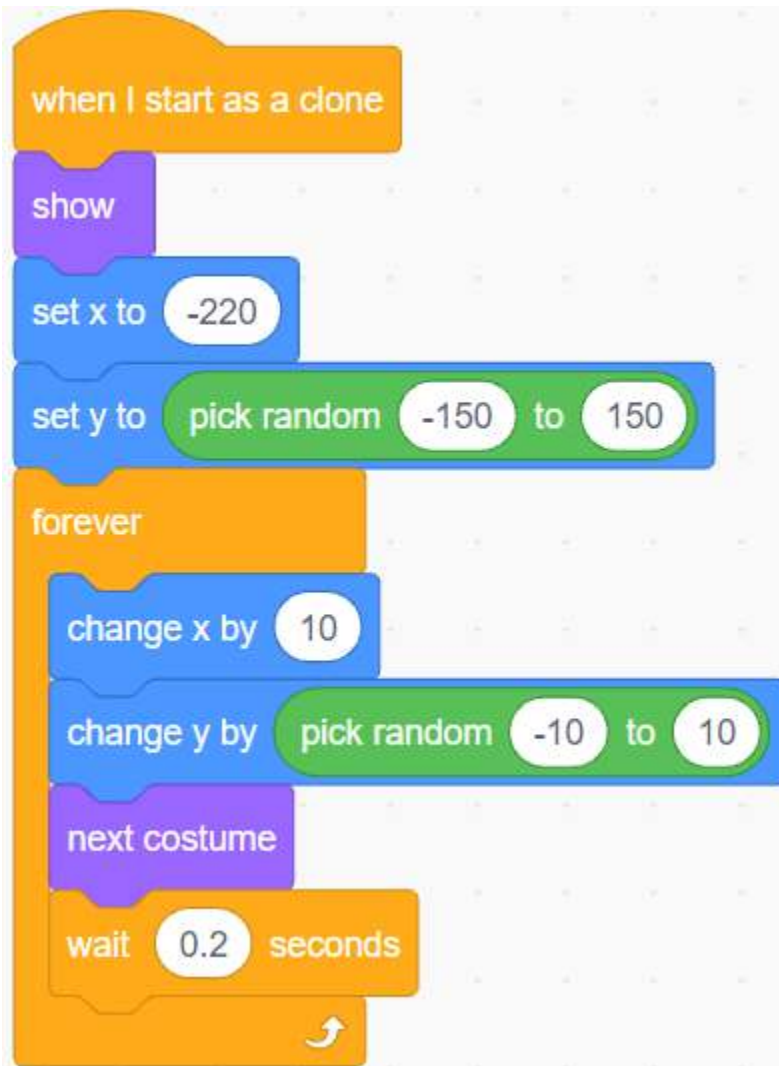 when I start as a clone
show
set x to -220
set y to pick random -150 to 150
forever
change x by 10
change y by pick random -10 to 10
next costume
wait 0.2 seconds